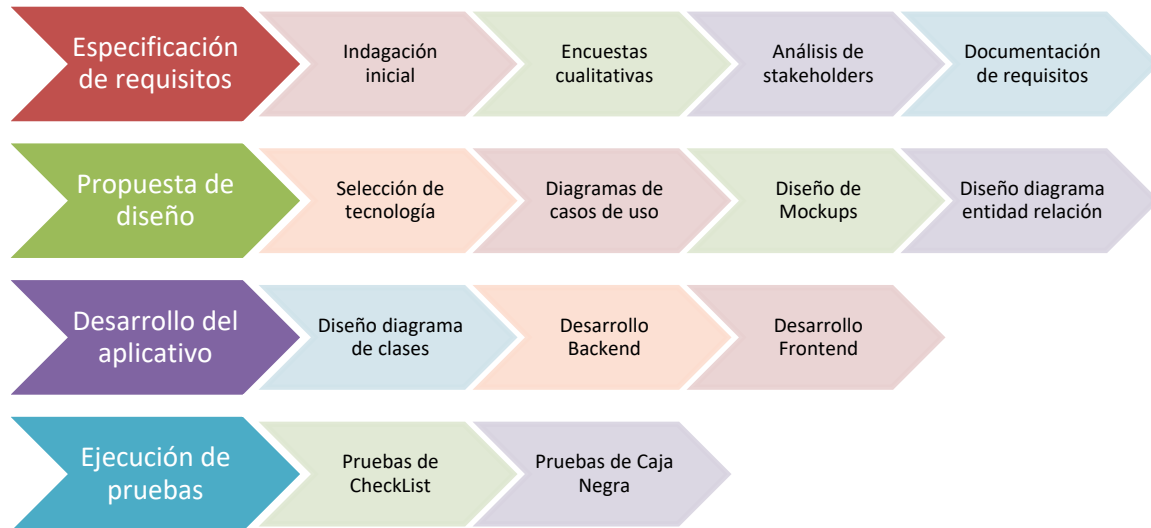 Especificación
de requisitos
Indagación
inicial
Encuestas
cualitativas
Análisis de
stakeholders
Documentación
de requisitos
Propuesta de
diseño
Selección de
tecnología
Diagramas de
casos de uso
Diseño de
Mockups
Diseño diagrama
entidad relación
Desarrollo del
aplicativo
Diseño diagrama
de clases
Desarrollo
Backend
Desarrollo
Frontend
Ejecución de
pruebas
Pruebas de
CheckList
Pruebas de Caja
Negra